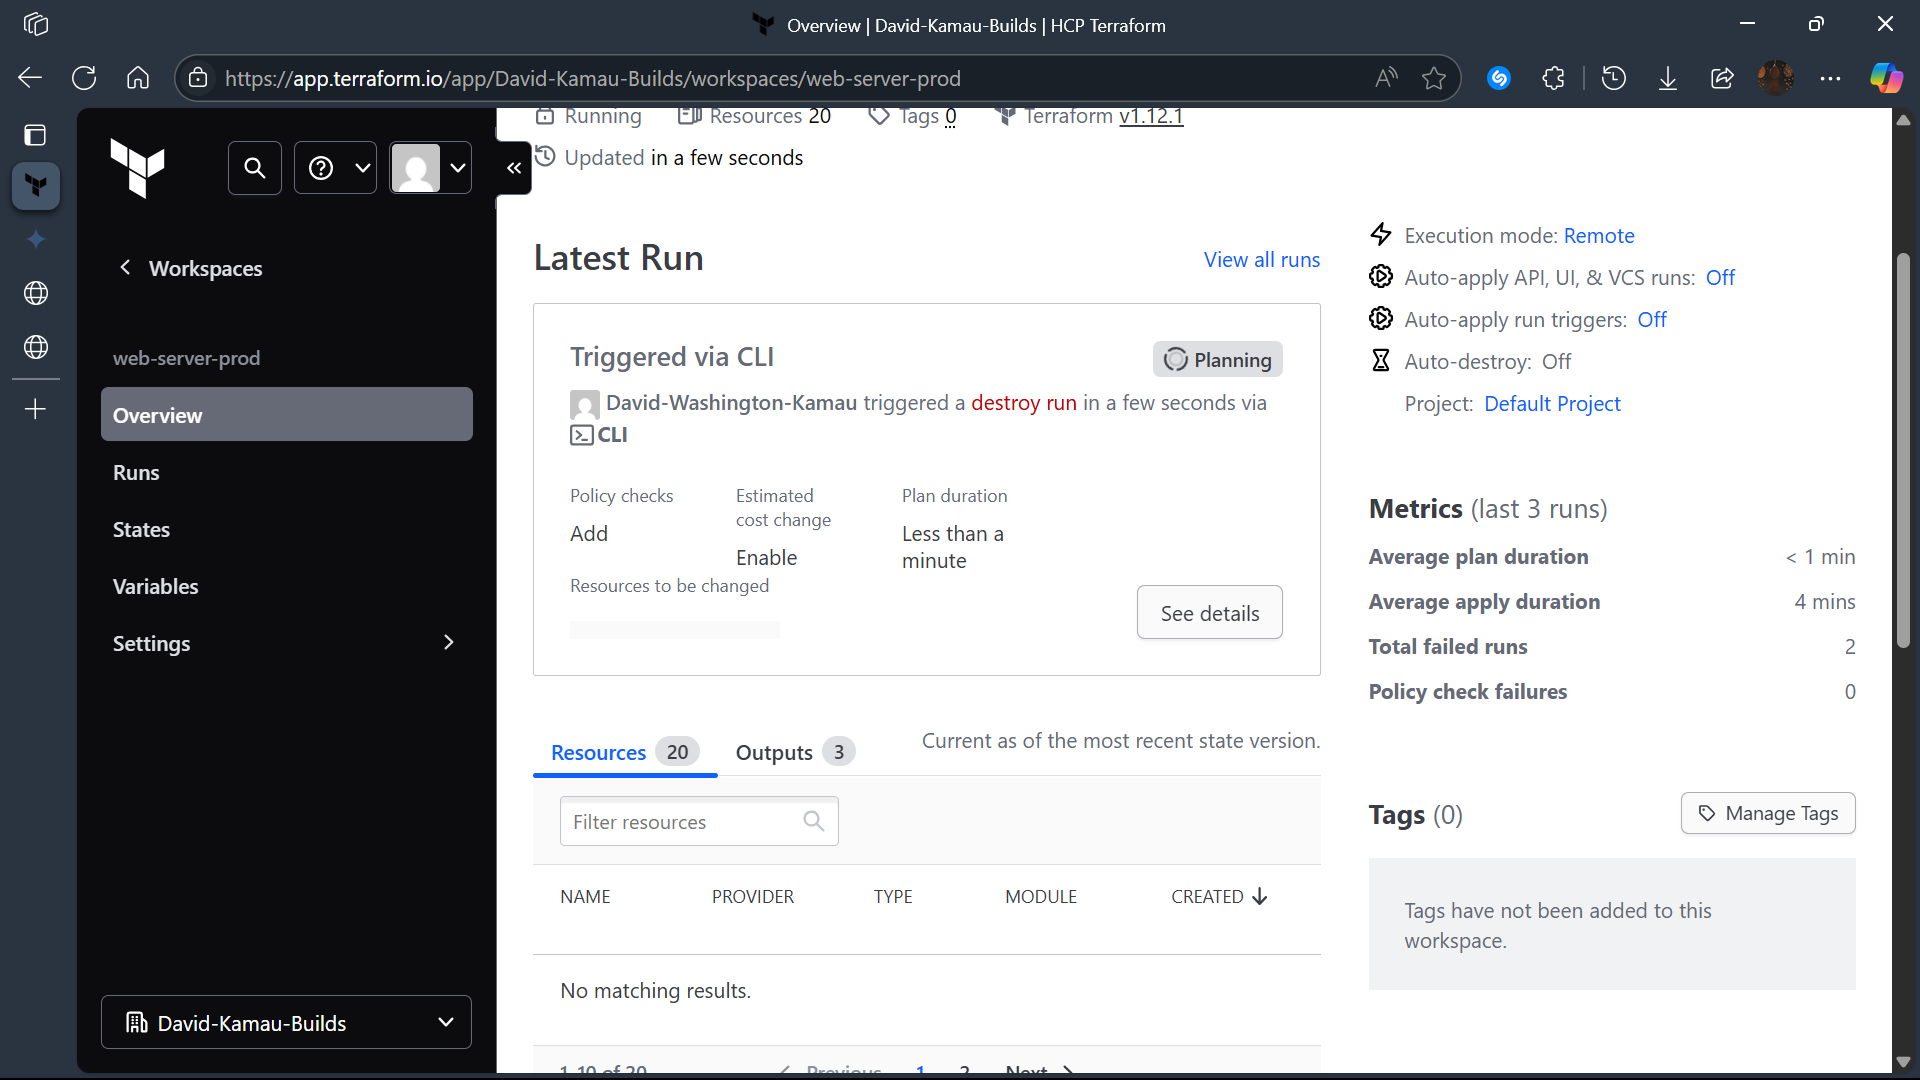 Overview | David-Kamau-Builds | HCP Terraform
https://app.terraform.io/app/David-Kamau-Builds/workspaces/web-server-prod
Workspaces
web-server-prod
Overview
Runs
States
Variables
Settings
David-Kamau-Builds
Running Resources 20 Tags 0 Terraform v1.12.1
Updated in a few seconds
Latest Run View all runs
Triggered via CLI Planning
David-Washington-Kamau triggered a destroy run in a few seconds via
CLI
Policy checks
Add
Estimated
cost change
Enable
Plan duration
Less than a
minute
Resources to be changed
See details
Resources 20 Outputs 3 Current as of the most recent state version.
Filter resources
NAME PROVIDER TYPE MODULE CREATED
No matching results.
1-10 of 20 Previous 1 2 Next
Execution mode: Remote
Auto-apply API, UI, & VCS runs: Off
Auto-apply run triggers: Off
Auto-destroy: Off
Project: Default Project
Metrics (last 3 runs)
Average plan duration < 1 min
Average apply duration 4 mins
Total failed runs 2
Policy check failures 0
Tags (0) Manage Tags
Tags have not been added to this
workspace.